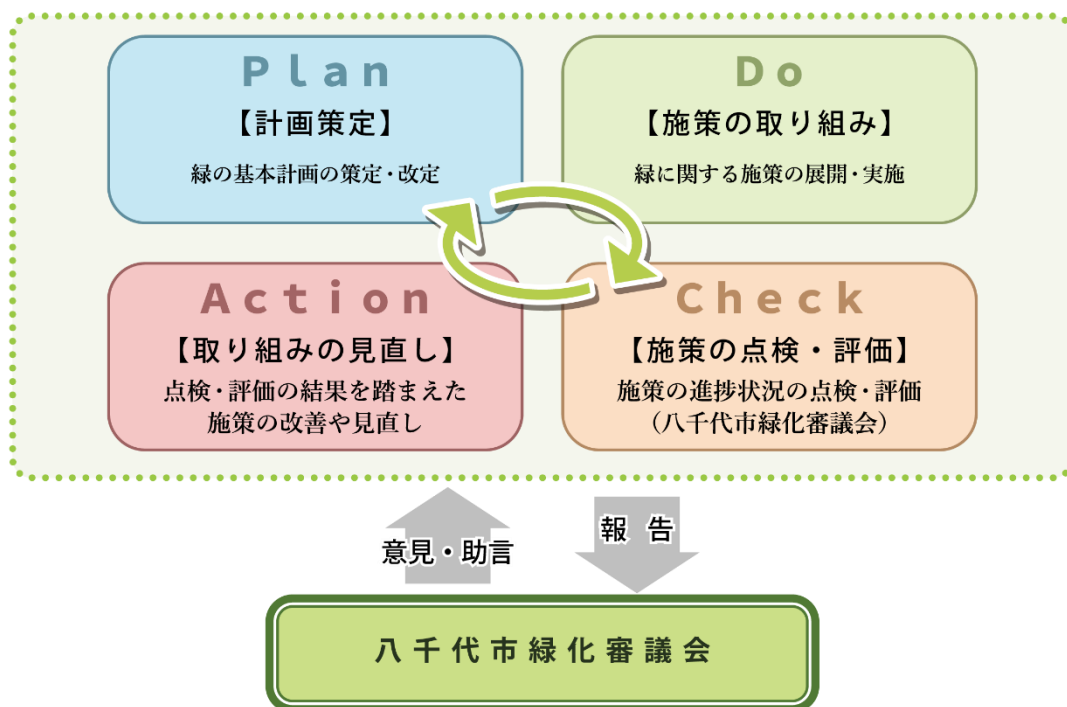 Plan
【計画策定】
緑の基本計画の策定・改定
Do
【施策の取り組み】
緑に関する施策の展開・実施
Action
【取り組みの見直し】
点検・評価の結果を踏まえた
施策の改善や見直し
Check
【施策の点検・評価】
施策の進捗状況の点検・評価
（八千代市緑化審議会）
意見・助言
報告
八千代市緑化審議会